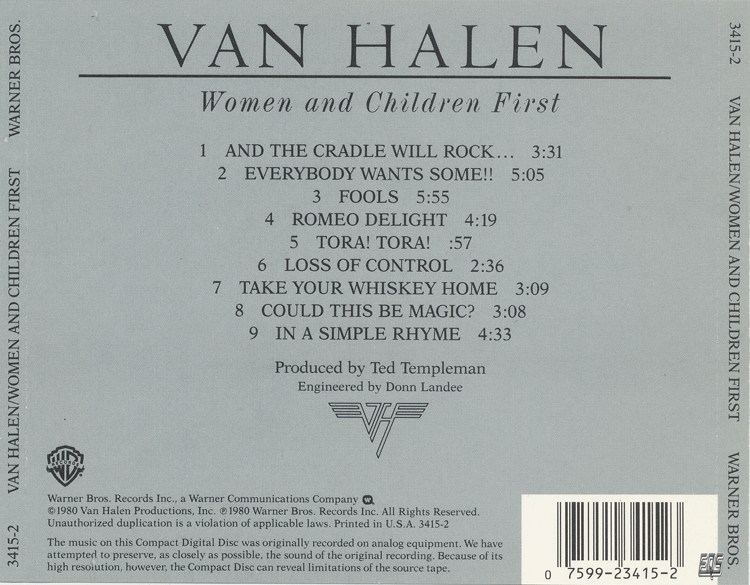 VAN HALEN
Women and Children First
1 AND THE CRADLE WILL ROCK... 3:31
2 EVERYBODY WANTS SOME!! 5:05
3 FOOLS 5:55
4 ROMEO DELIGHT 4:19
5 TORA! TORA! :57
6 LOSS OF CONTROL 2:36
7 TAKE YOUR WHISKEY HOME 3:09
8 COULD THIS BE MAGIC? 3:08
9 IN A SIMPLE RHYME 4:33
Produced by Ted Templeman
Engineered by Donn Landee
VH
WB
RECORDS
Warner Bros. Records Inc., a Warner Communications Company
©1980 Van Halen Productions, Inc. ℗1980 Warner Bros. Records Inc. All Rights Reserved.
Unauthorized duplication is a violation of applicable laws. Printed in U.S.A. 3415-2
The music on this Compact Digital Disc was originally recorded on analog equipment. We have
attempted to preserve, as closely as possible, the sound of the original recording. Because of its
high resolution, however, the Compact Disc can reveal limitations of the source tape.
0 7599-23415-2
3415-2 VAN HALEN/WOMEN AND CHILDREN FIRST WARNER BROS.
3415-2 VAN HALEN/WOMEN AND CHILDREN FIRST WARNER BROS.